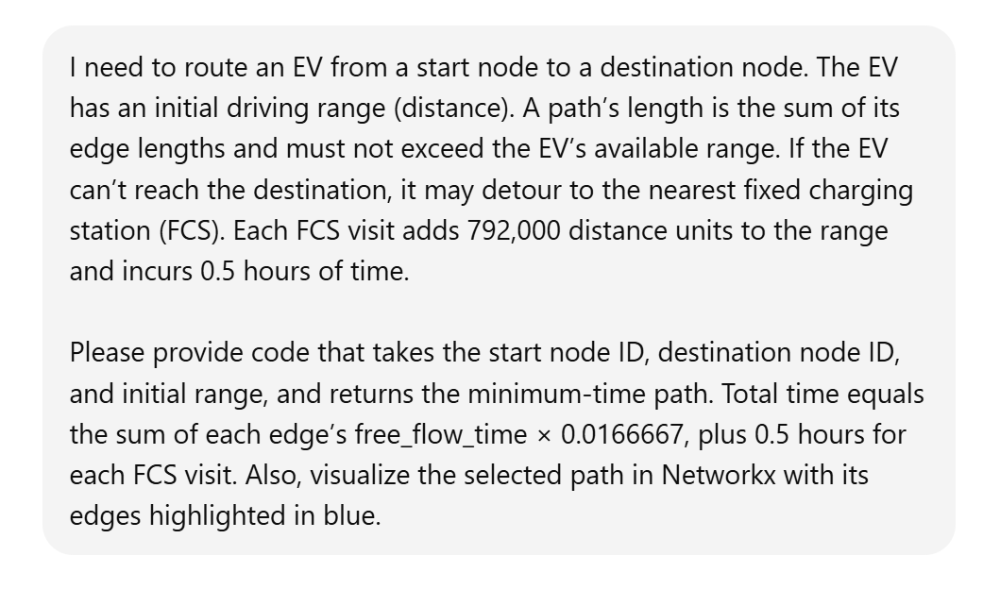 I need to route an EV from a start node to a destination node. The EV
has an initial driving range (distance). A path’s length is the sum of its
edge lengths and must not exceed the EV’s available range. If the EV
can’t reach the destination, it may detour to the nearest fixed charging
station (FCS). Each FCS visit adds 792,000 distance units to the range
and incurs 0.5 hours of time.
Please provide code that takes the start node ID, destination node ID,
and initial range, and returns the minimum-time path. Total time equals
the sum of each edge’s free_flow_time × 0.0166667, plus 0.5 hours for
each FCS visit. Also, visualize the selected path in Networkx with its
edges highlighted in blue.